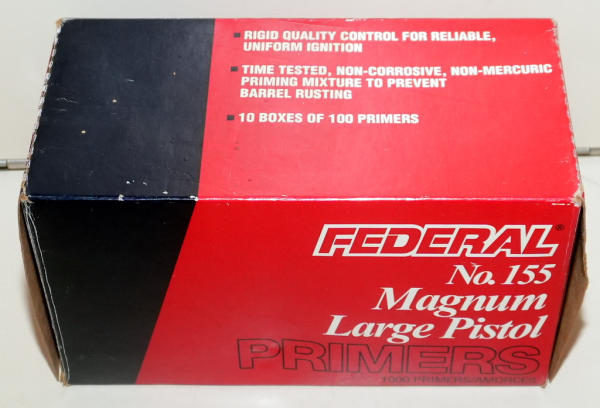 ▪ RIGID QUALITY CONTROL FOR RELIABLE,
UNIFORM IGNITION
▪ TIME TESTED, NON-CORROSIVE, NON-MERCURIC
PRIMING MIXTURE TO PREVENT
BARREL RUSTING
▪ 10 BOXES OF 100 PRIMERS
FEDERAL®
No. 155
Magnum
Large Pistol
PRIMERS
1000 PRIMERS/AMORCES